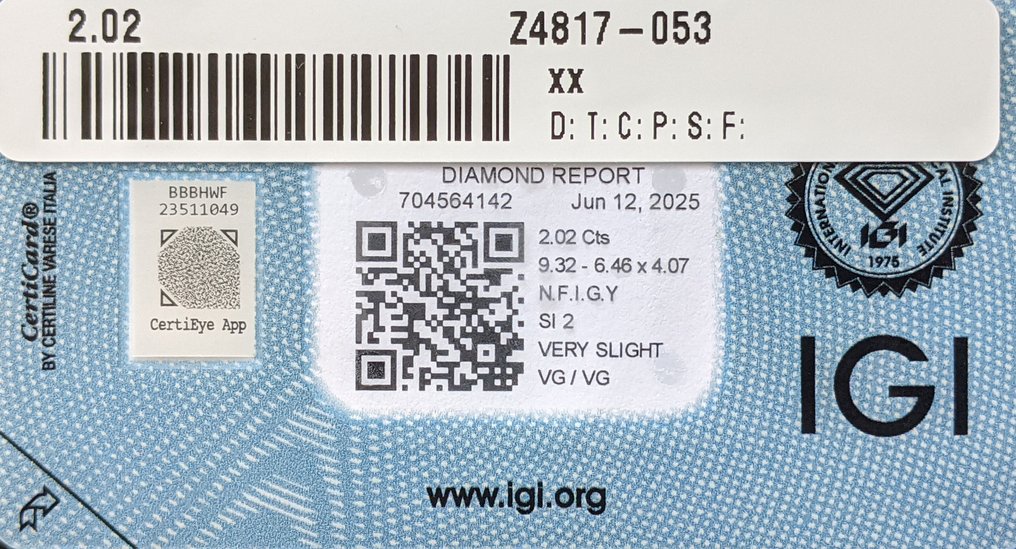 2.02
Z4817-053
XX
D: T: C: P: S: F:
CertiCard®
BY CERTILINE VARESE ITALIA
BBBHWF
23511049
CertiEye App
DIAMOND REPORT
704564142 Jun 12, 2025
2.02 Cts
9.32 - 6.46 x 4.07
N.F.I.G.Y
SI 2
VERY SLIGHT
VG / VG
IGI
1975
IGI
www.igi.org